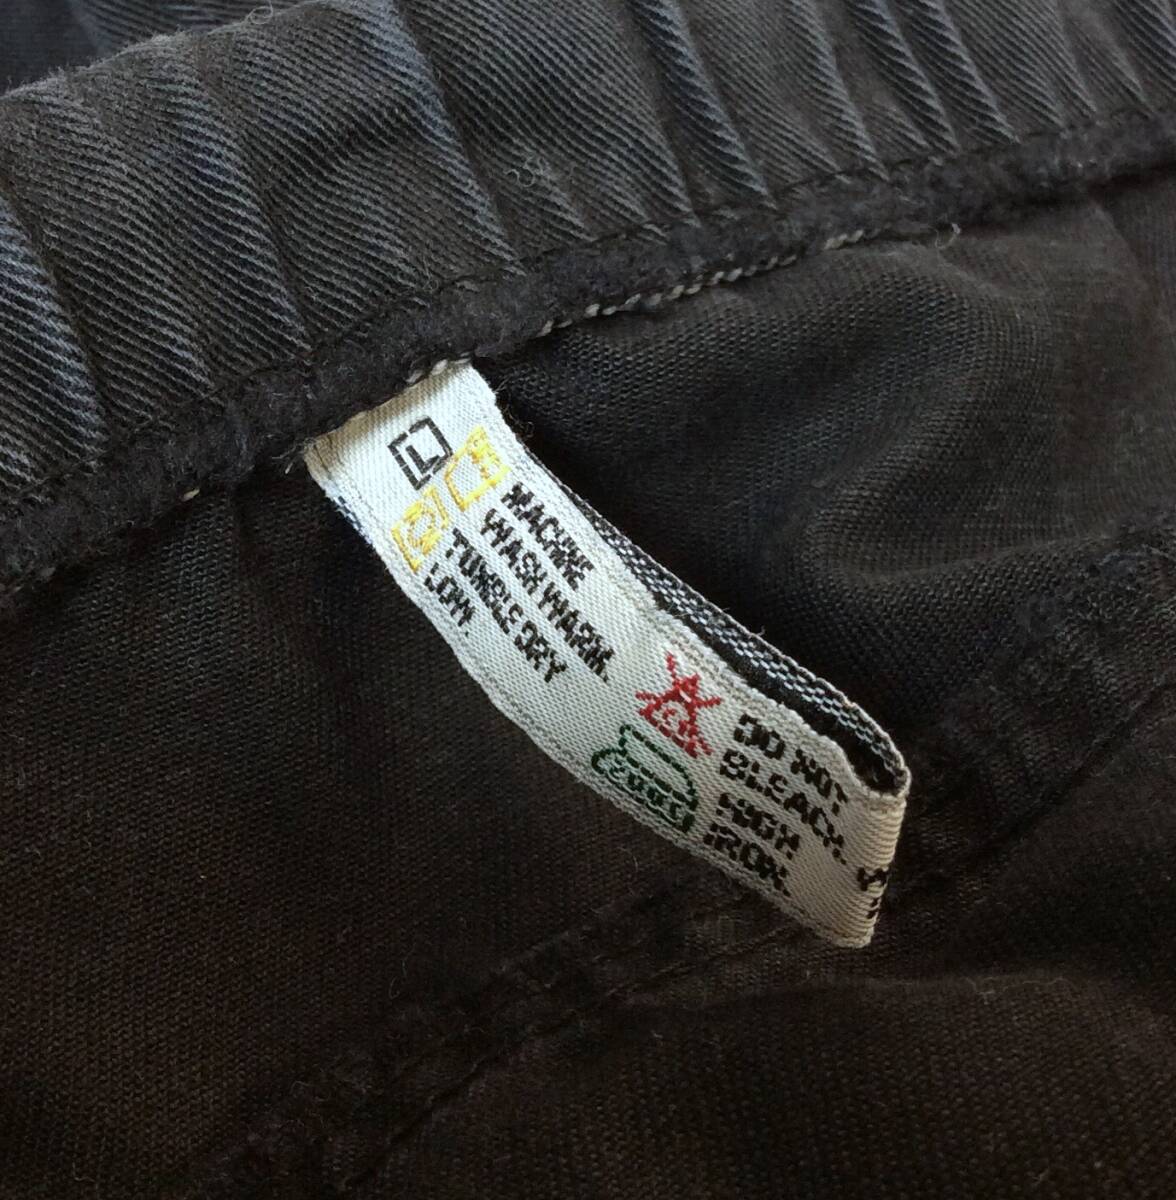 L
MACHINE
WASH WARM.
TUMBLE DRY
LOW.
DO NOT
BLEACH.
HIGH
IRON.